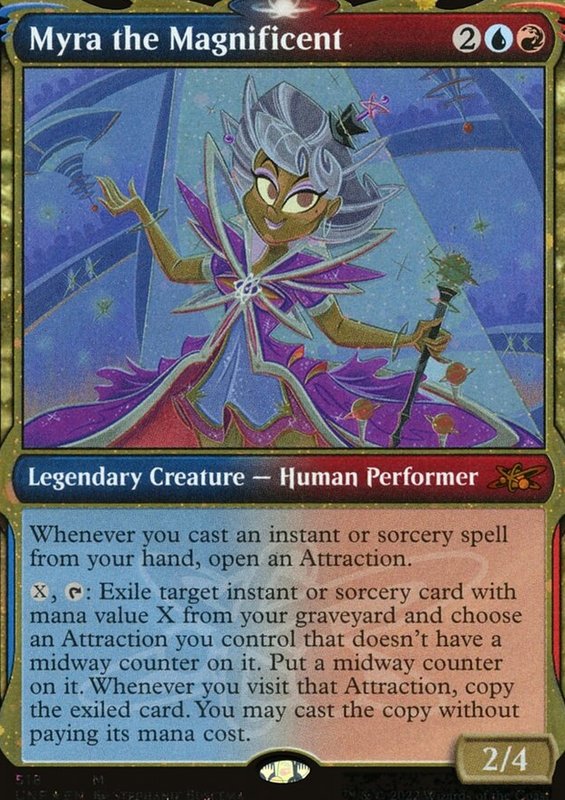 Myra the Magnificent 2
Legendary Creature — Human Performer
Whenever you cast an instant or sorcery spell
from your hand, open an Attraction.
X, : Exile target instant or sorcery card with
mana value X from your graveyard and choose
an Attraction you control that doesn't have a
midway counter on it. Put a midway counter
on it. Whenever you visit that Attraction, copy
the exiled card. You may cast the copy without
paying its mana cost.
2/4
M